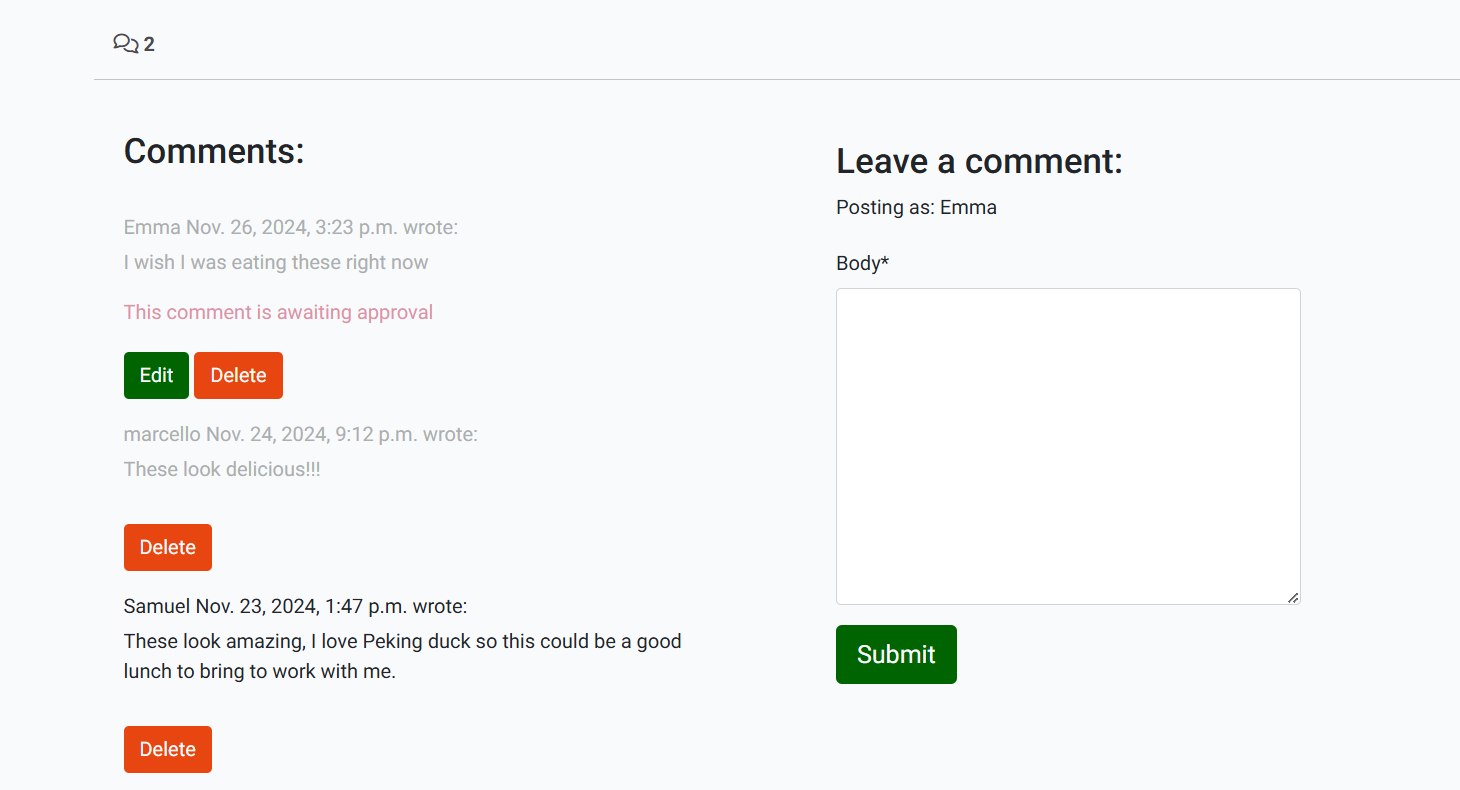 2
Comments:
Emma Nov. 26, 2024, 3:23 p.m. wrote:
I wish I was eating these right now
This comment is awaiting approval
Edit Delete
marcello Nov. 24, 2024, 9:12 p.m. wrote:
These look delicious!!!
Delete
Samuel Nov. 23, 2024, 1:47 p.m. wrote:
These look amazing, I love Peking duck so this could be a good
lunch to bring to work with me.
Delete
Leave a comment:
Posting as: Emma
Body*
Submit